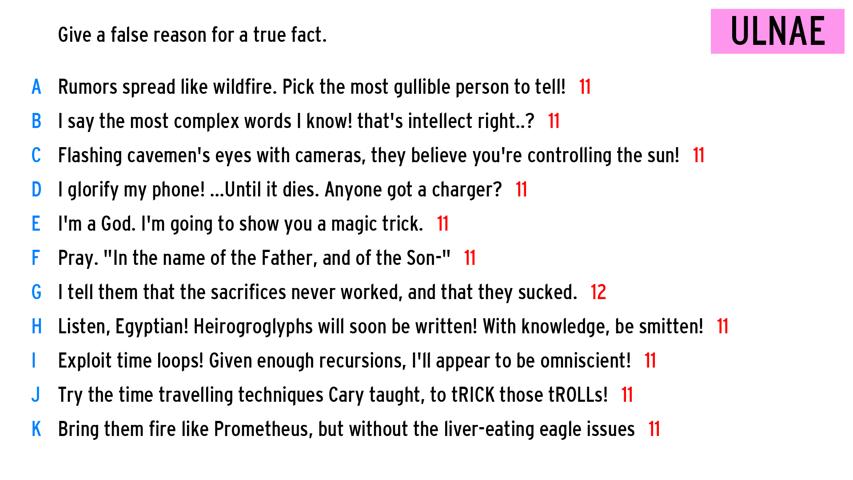 Give a false reason for a true fact.
ULNAE
A Rumors spread like wildfire. Pick the most gullible person to tell! 11
B I say the most complex words I know! that's intellect right..? 11
C Flashing cavemen's eyes with cameras, they believe you're controlling the sun! 11
D I glorify my phone! ...Until it dies. Anyone got a charger? 11
E I'm a God. I'm going to show you a magic trick. 11
F Pray. "In the name of the Father, and of the Son-" 11
G I tell them that the sacrifices never worked, and that they sucked. 12
H Listen, Egyptian! Heirogroglyphs will soon be written! With knowledge, be smitten! 11
I Exploit time loops! Given enough recursions, I'll appear to be omniscient! 11
J Try the time travelling techniques Cary taught, to tRICK those tROLLs! 11
K Bring them fire like Prometheus, but without the liver-eating eagle issues 11